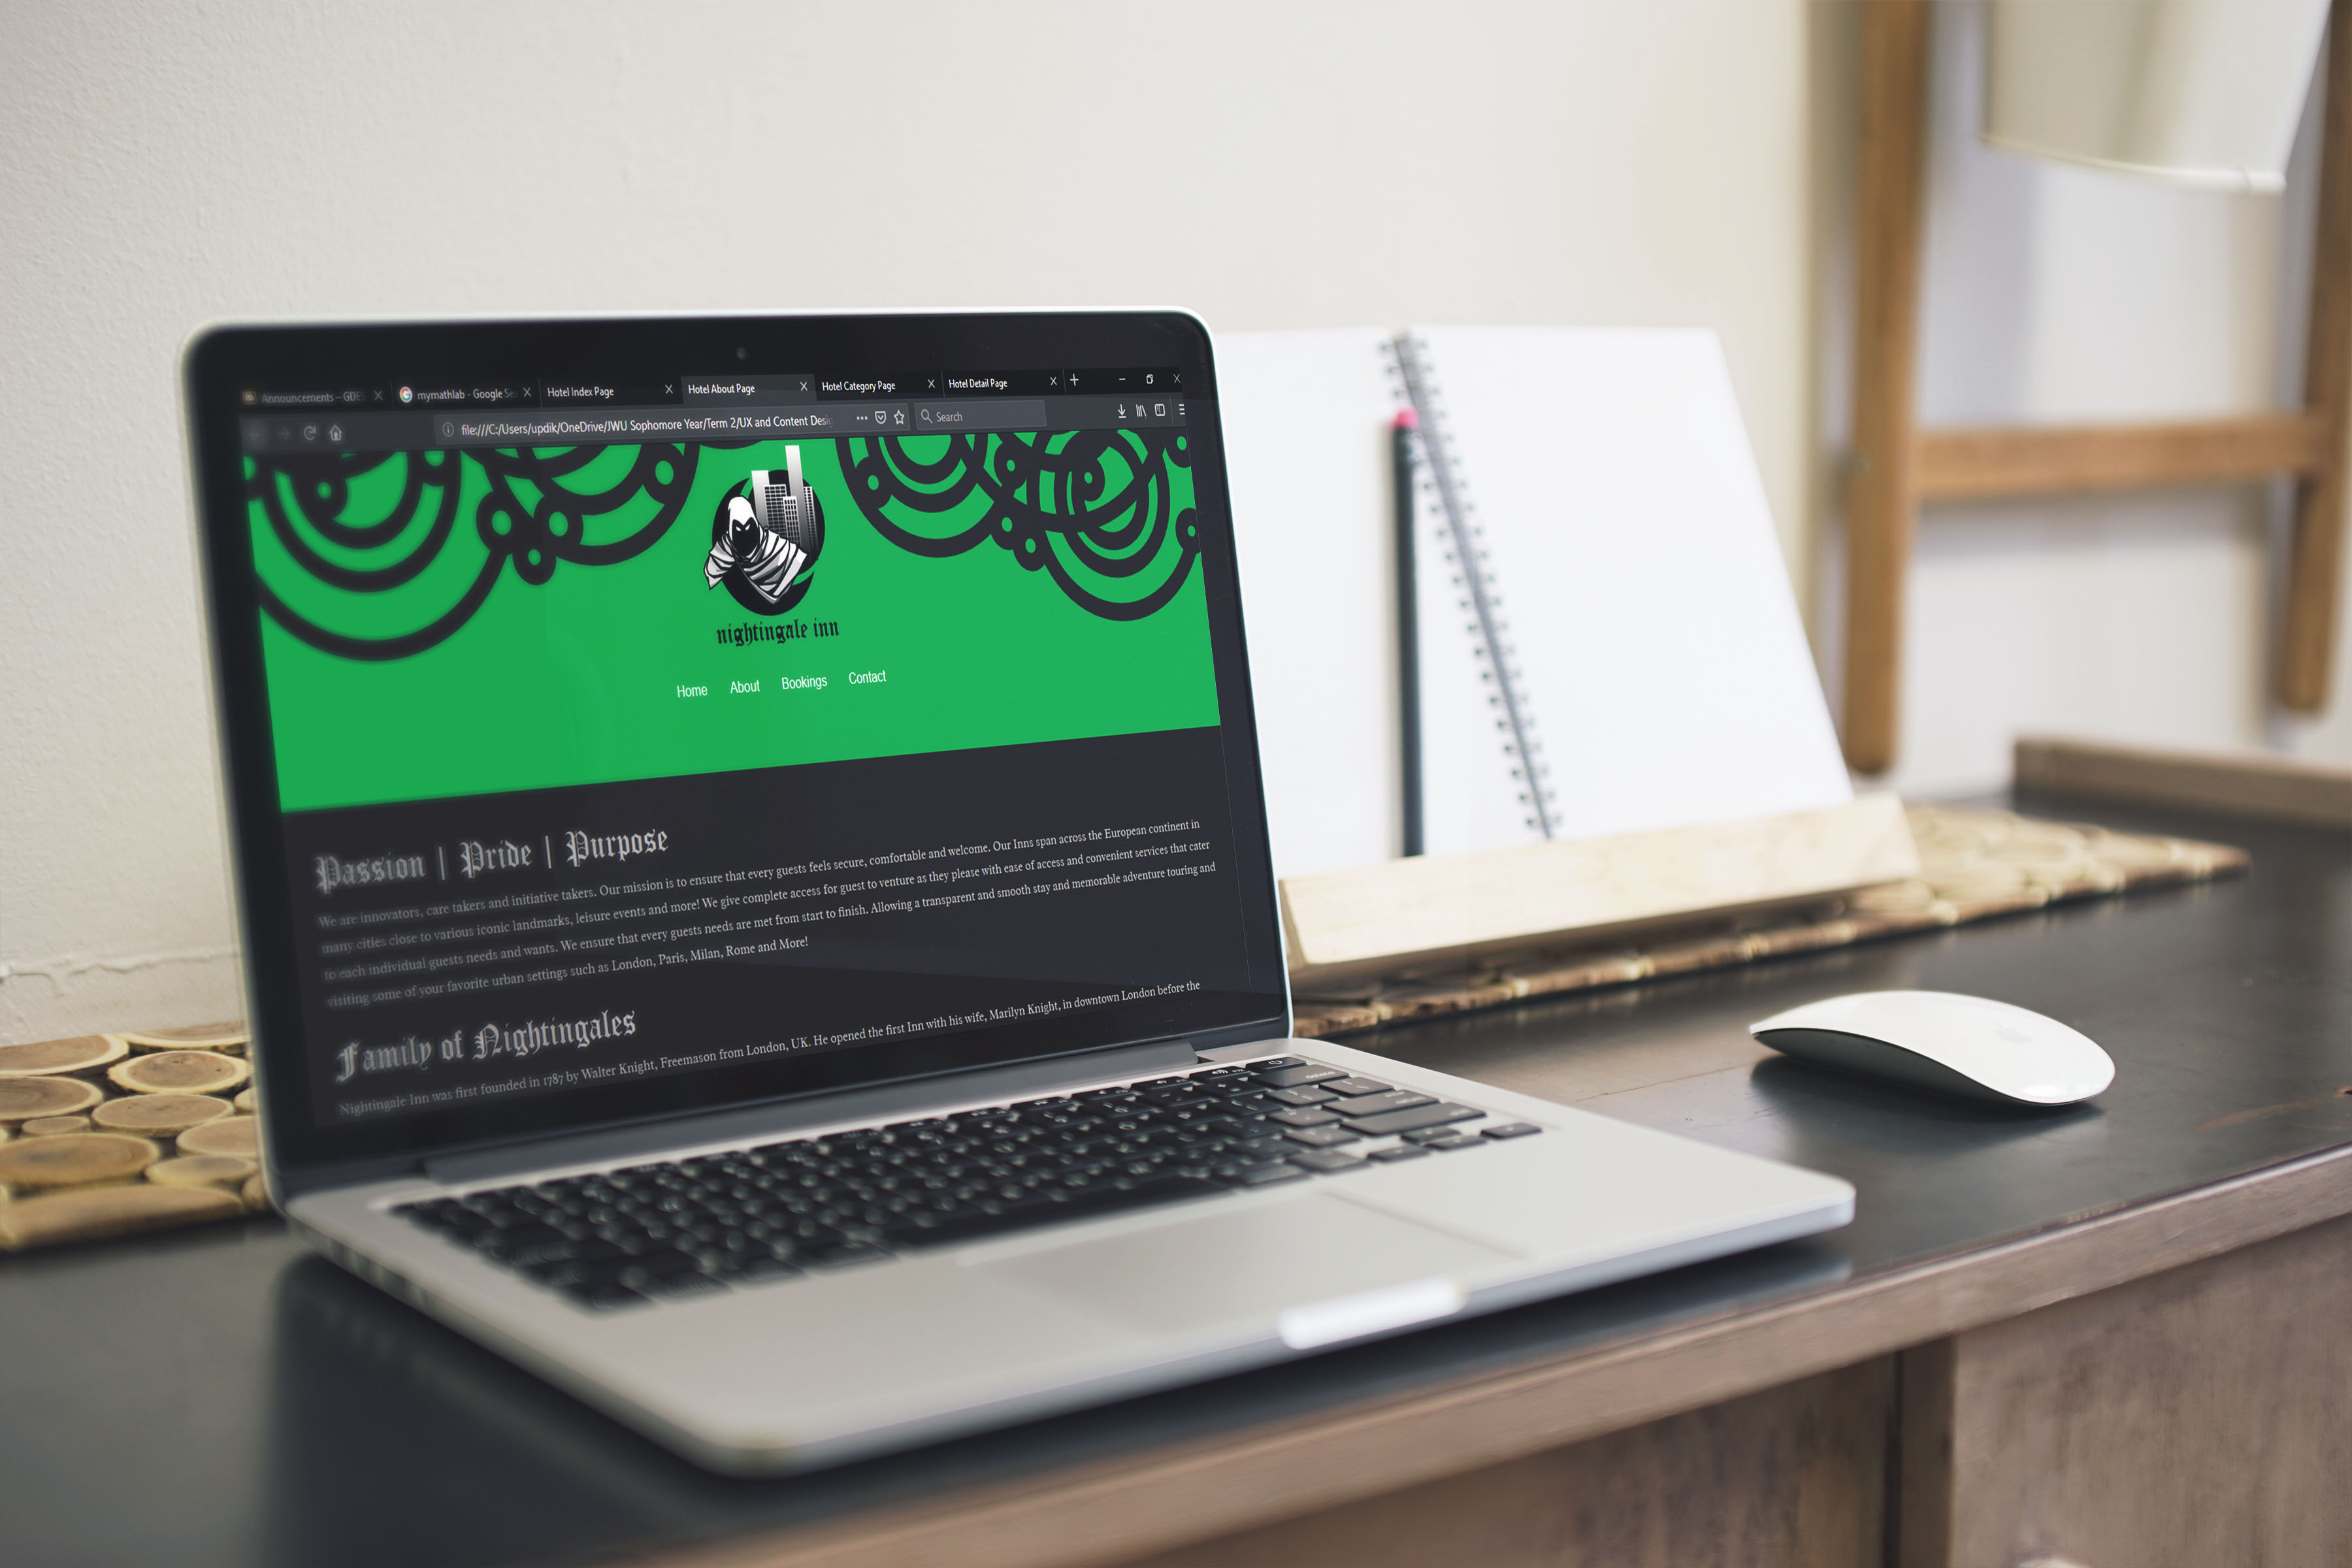 Announcements – GDE
mymathlab - Google Se
Hotel Index Page
Hotel About Page
Hotel Category Page
Hotel Detail Page
file:///C:/Users/updik/OneDrive/JWU Sophomore Year/Term 2/UX and Content Desig
Search
nightingale inn
Home About Bookings Contact
Passion | Pride | Purpose
We are innovators, care takers and initiative takers. Our mission is to ensure that every guests feels secure, comfortable and welcome. Our Inns span across the European continent in
many cities close to various iconic landmarks, leisure events and more! We give complete access for guest to venture as they please with ease of access and convenient services that cater
to each individual guests needs and wants. We ensure that every guests needs are met from start to finish. Allowing a transparent and smooth stay and memorable adventure touring and
visiting some of your favorite urban settings such as London, Paris, Milan, Rome and More!
Family of Nightingales
Nightingale Inn was first founded in 1787 by Walter Knight, Freemason from London, UK. He opened the first Inn with his wife, Marilyn Knight, in downtown London before the